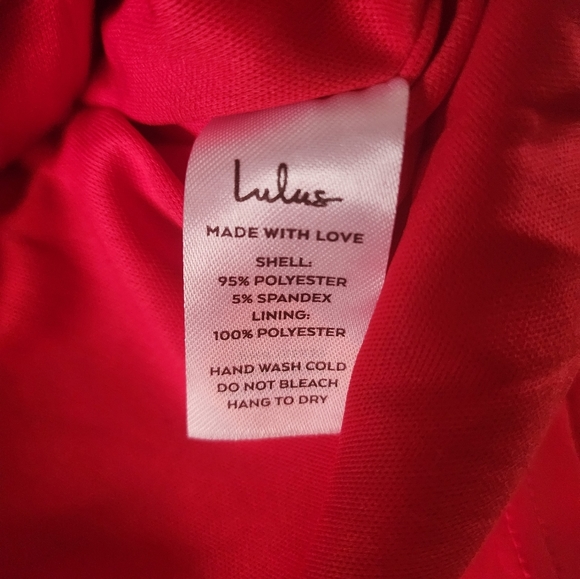 Lulus
MADE WITH LOVE
SHELL:
95% POLYESTER
5% SPANDEX
LINING:
100% POLYESTER
HAND WASH COLD
DO NOT BLEACH
HANG TO DRY